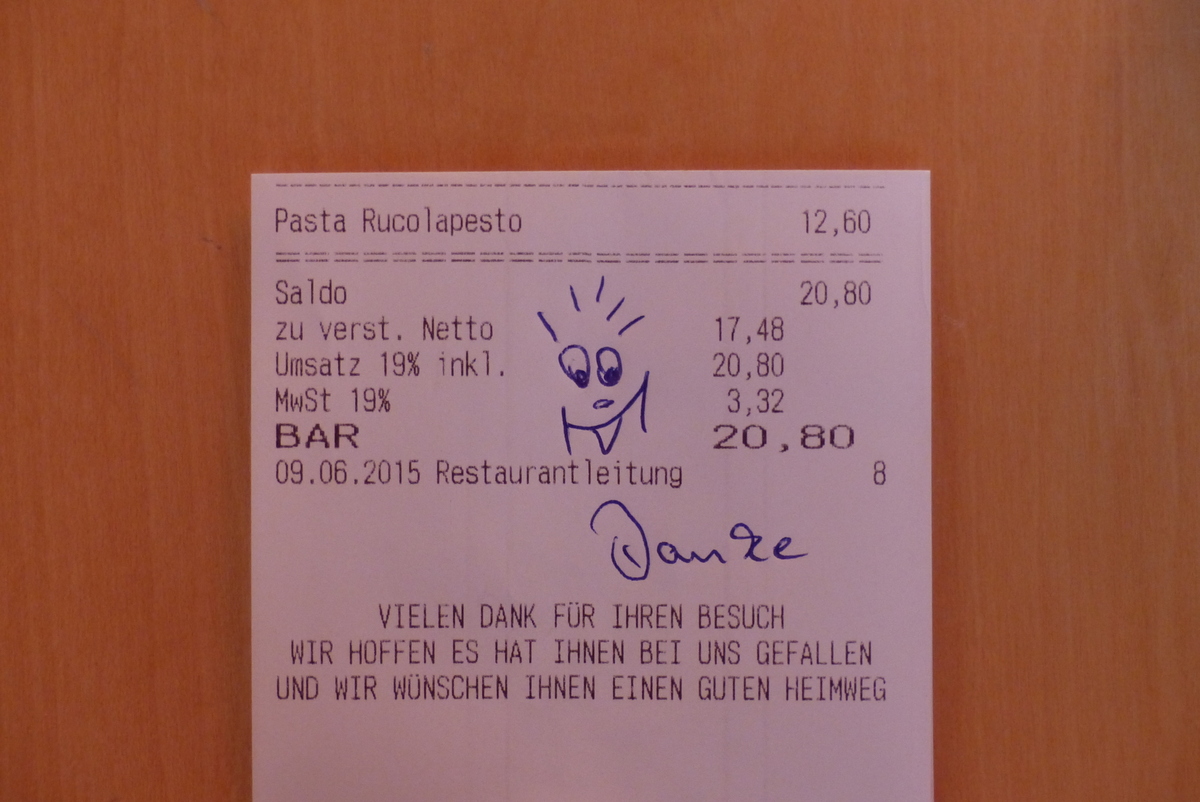 Pasta Rucolapesto 12,60
Saldo 20,80
zu verst. Netto 17,48
Umsatz 19% inkl. 20,80
MwSt 19% 3,32
BAR 20,80
09.06.2015 Restaurantleitung 8
Danke
VIELEN DANK FÜR IHREN BESUCH
WIR HOFFEN ES HAT IHNEN BEI UNS GEFALLEN
UND WIR WÜNSCHEN IHNEN EINEN GUTEN HEIMWEG